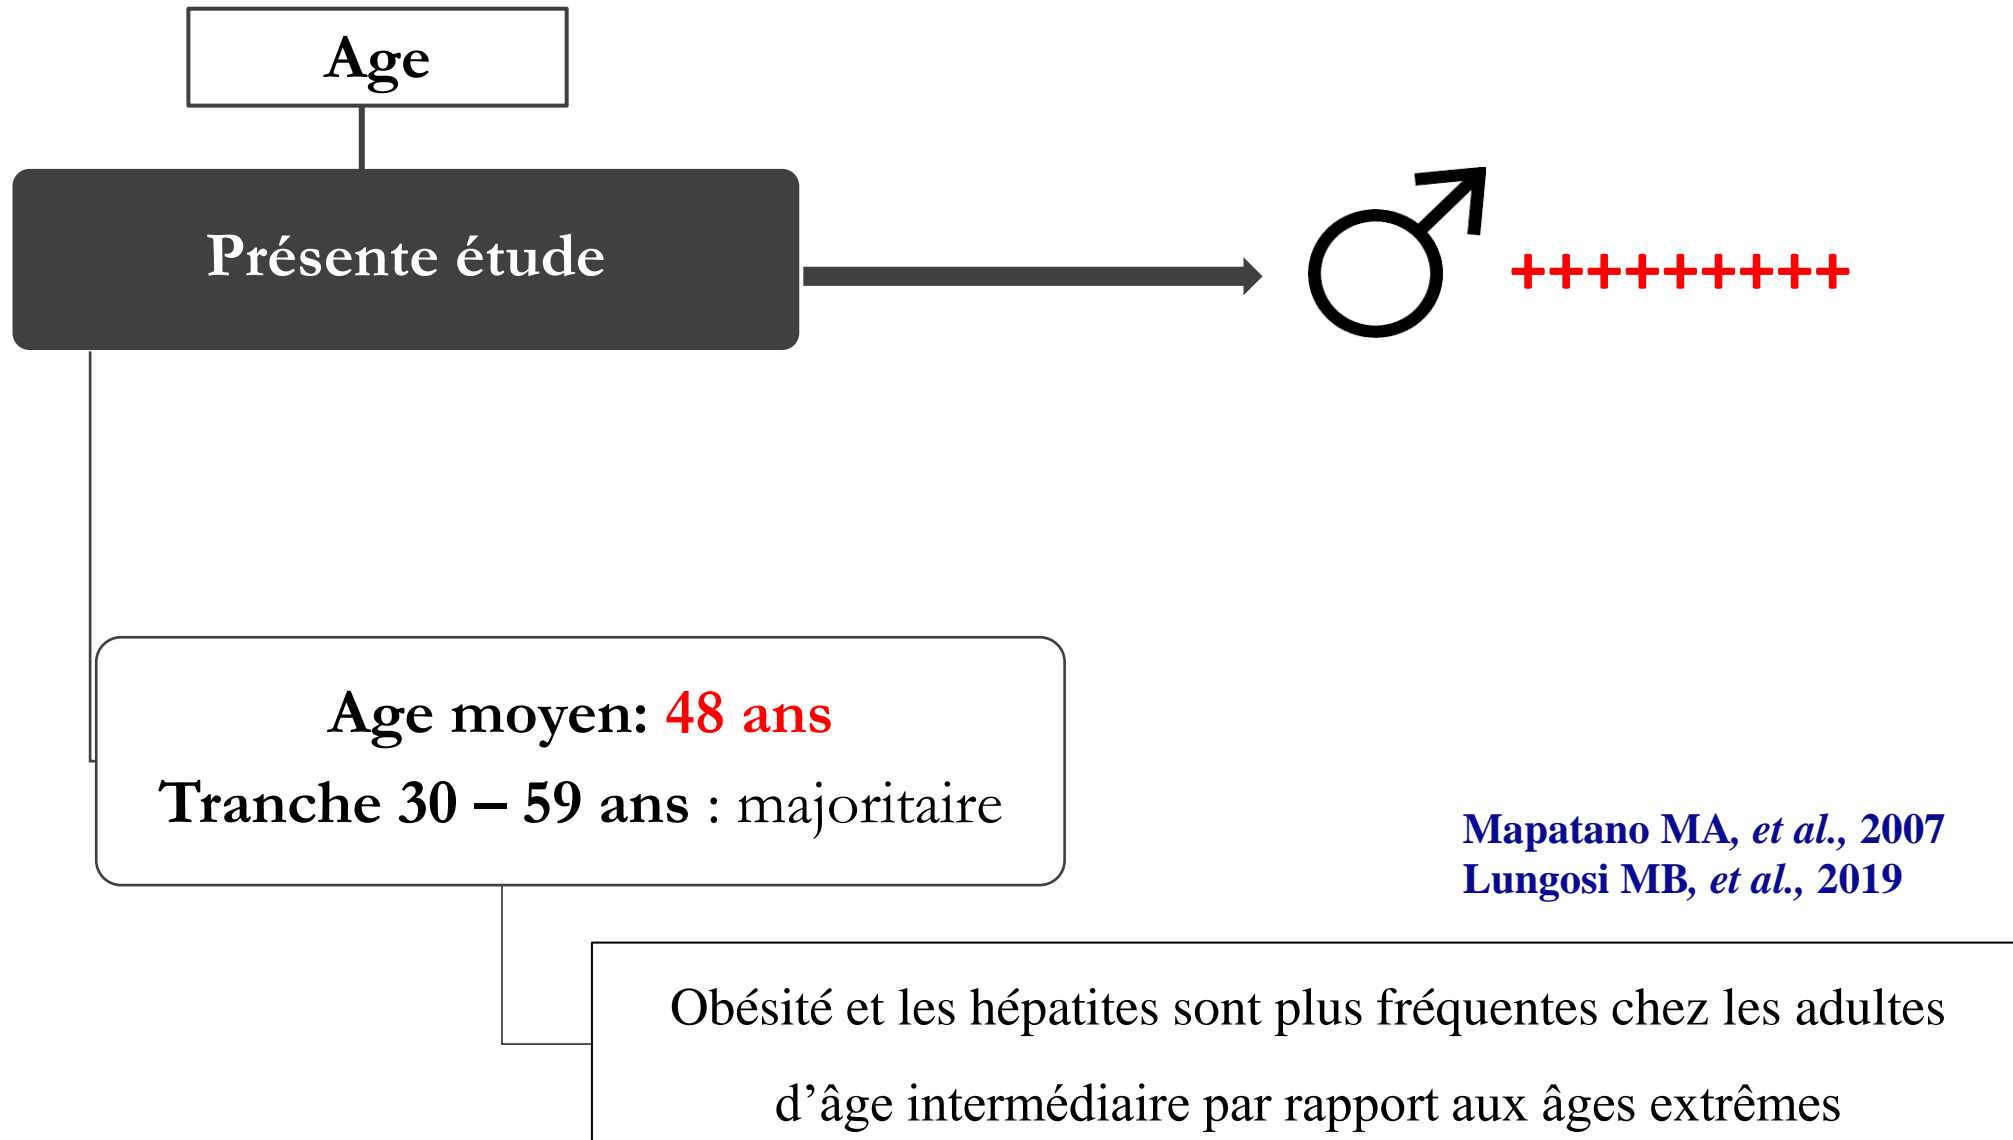 Age
Présente étude
+++++++++
Age moyen: 48 ans
Tranche 30 – 59 ans : majoritaire
Mapatano MA, et al., 2007
Lungosi MB, et al., 2019
Obésité et les hépatites sont plus fréquentes chez les adultes
d’âge intermédiaire par rapport aux âges extrêmes